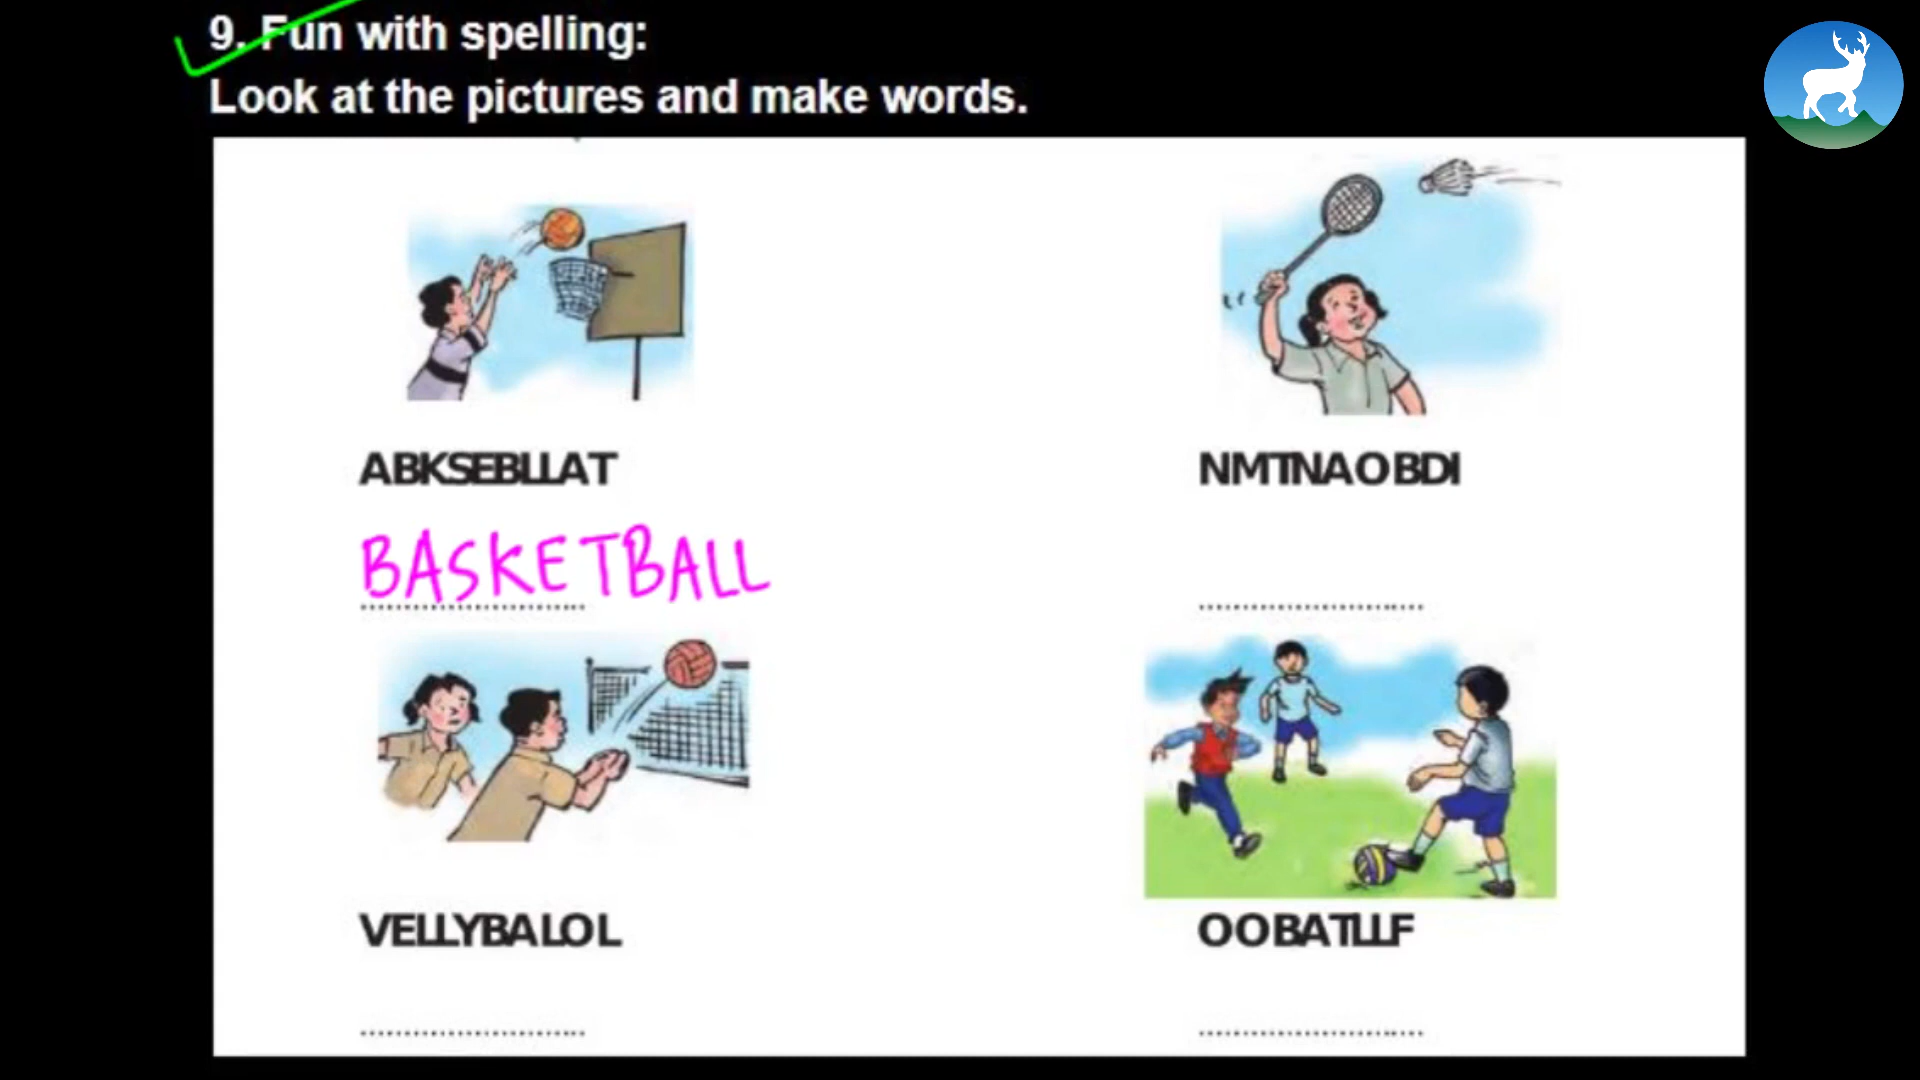 9. Fun with spelling:
Look at the pictures and make words.
ABKSEBLLAT
NMTNAOBDI
BASKETBALL
VELLYBALOL
OOBATLLF